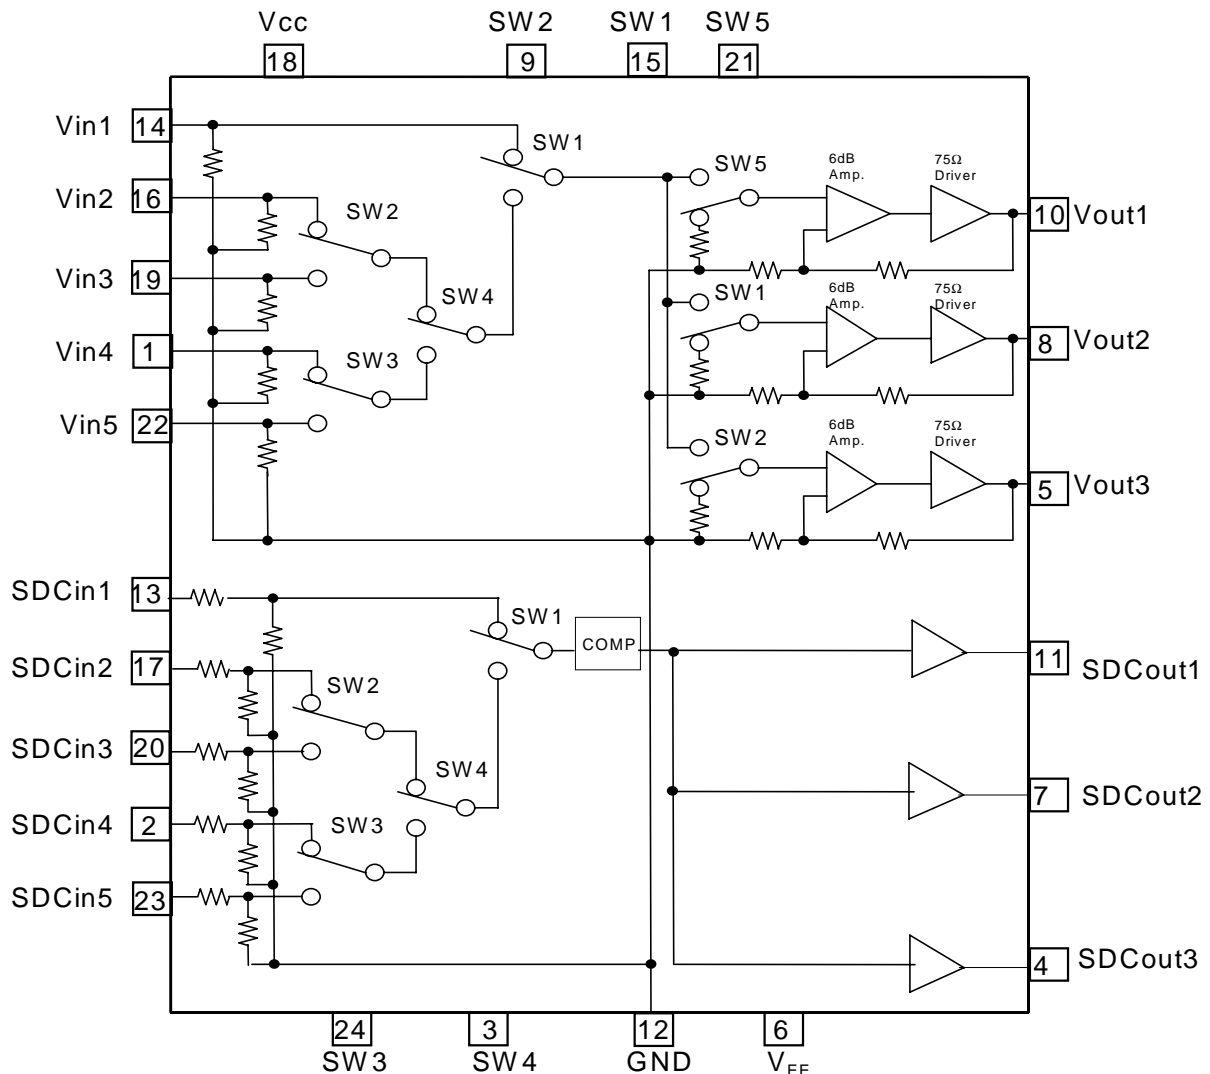 Vcc SW2 SW1 SW5
18 9 15 21
Vin1 14
SW1
Vin2 16
SW2
SW5
6dB
Amp.
75Ω
Driver
10 Vout1
Vin3 19
SW4
SW1
6dB
Amp.
75Ω
Driver
8 Vout2
Vin4 1
SW3
Vin5 22
SW2
6dB
Amp.
75Ω
Driver
5 Vout3
SDCin1 13
SW1
COMP
11 SDCout1
SDCin2 17
SW2
SDCin3 20
SW4
7 SDCout2
SDCin4 2
SW3
SDCin5 23
4 SDCout3
24 3 12 6
SW3 SW4 GND VEE